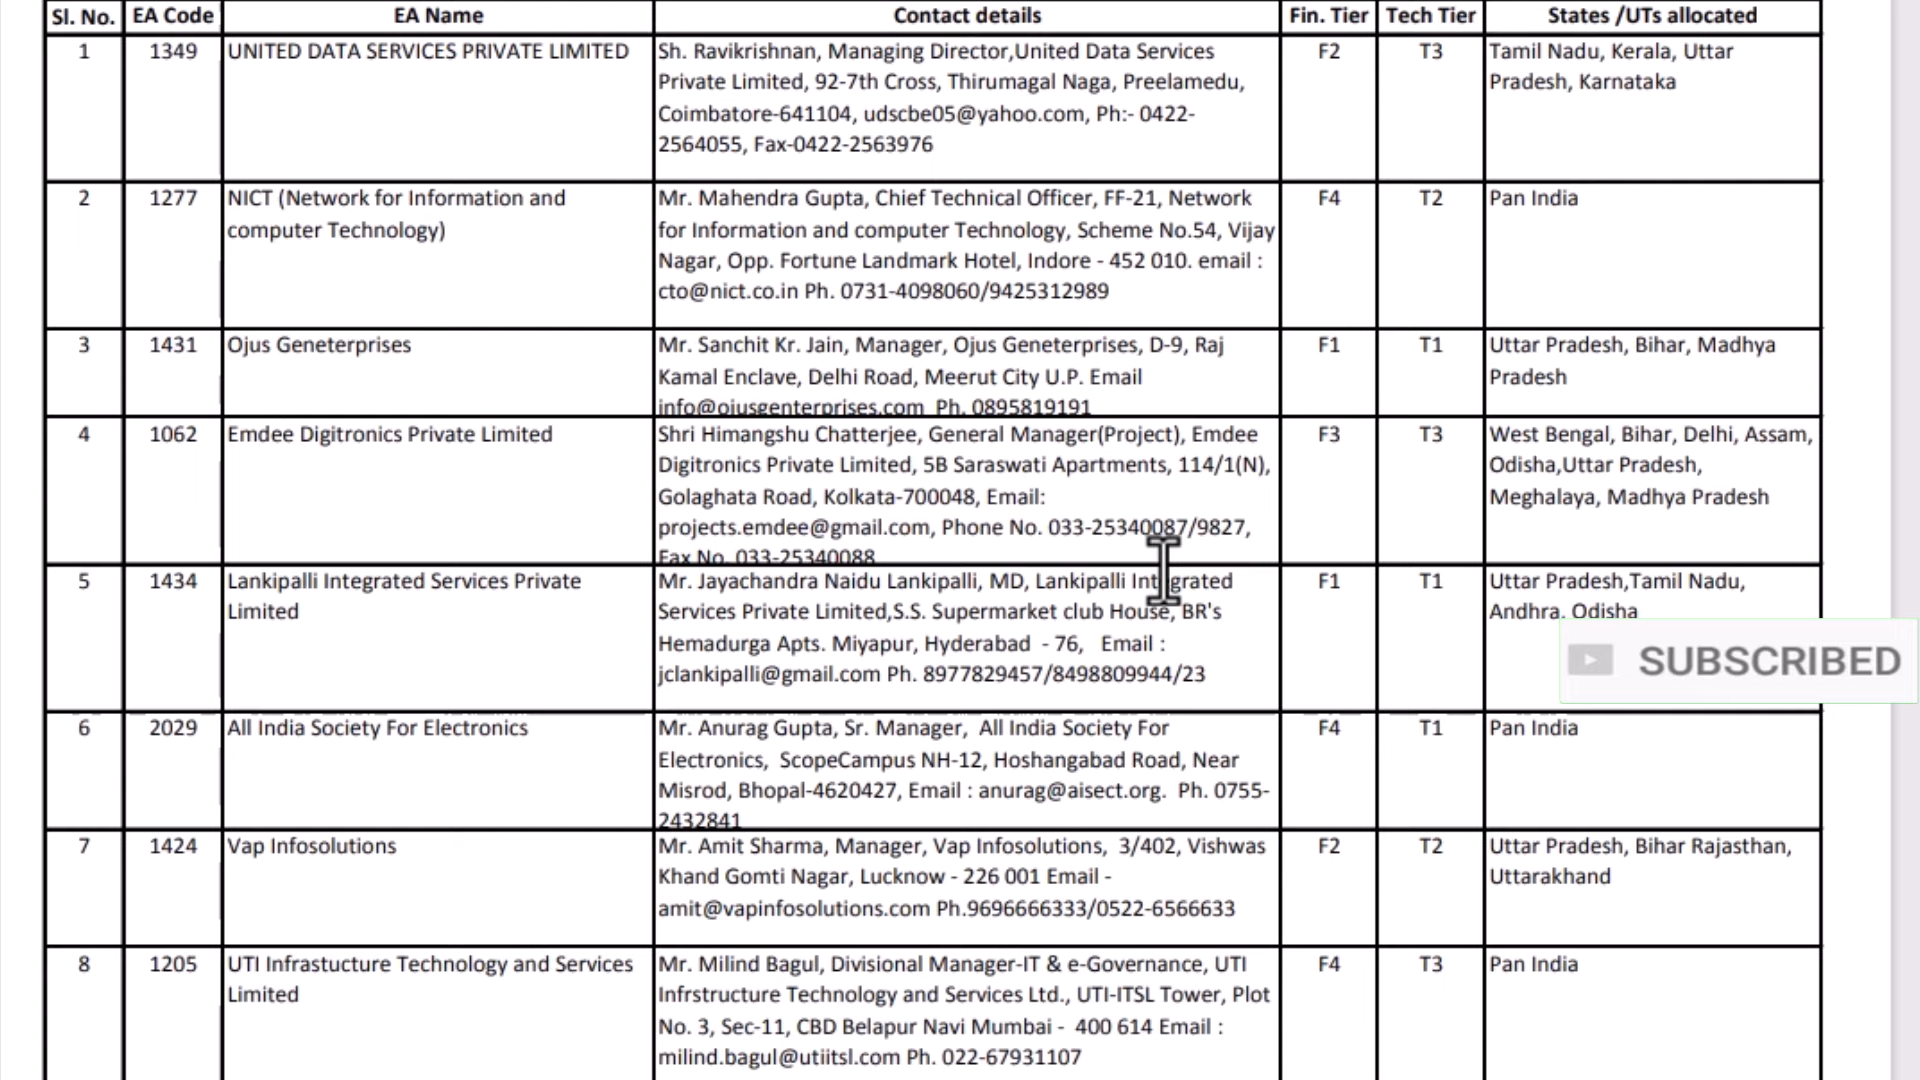 Sl. No. EA Code EA Name Contact details Fin. Tier Tech Tier States /UTs allocated
1 1349 UNITED DATA SERVICES PRIVATE LIMITED Sh. Ravikrishnan, Managing Director,United Data Services F2 T3 Tamil Nadu, Kerala, Uttar
Private Limited, 92-7th Cross, Thirumagal Naga, Preelamedu, Pradesh, Karnataka
Coimbatore-641104, udscbe05@yahoo.com, Ph:- 0422-
2564055, Fax-0422-2563976
2 1277 NICT (Network for Information and Mr. Mahendra Gupta, Chief Technical Officer, FF-21, Network F4 T2 Pan India
computer Technology) for Information and computer Technology, Scheme No.54, Vijay
Nagar, Opp. Fortune Landmark Hotel, Indore - 452 010. email :
cto@nict.co.in Ph. 0731-4098060/9425312989
3 1431 Ojus Geneterprises Mr. Sanchit Kr. Jain, Manager, Ojus Geneterprises, D-9, Raj F1 T1 Uttar Pradesh, Bihar, Madhya
Kamal Enclave, Delhi Road, Meerut City U.P. Email Pradesh
info@ojusgenterprises.com Ph. 0895819191
4 1062 Emdee Digitronics Private Limited Shri Himangshu Chatterjee, General Manager(Project), Emdee F3 T3 West Bengal, Bihar, Delhi, Assam,
Digitronics Private Limited, 5B Saraswati Apartments, 114/1(N), Odisha,Uttar Pradesh,
Golaghata Road, Kolkata-700048, Email: Meghalaya, Madhya Pradesh
projects.emdee@gmail.com, Phone No. 033-25340087/9827,
Fax No. 033-25340088
5 1434 Lankipalli Integrated Services Private Mr. Jayachandra Naidu Lankipalli, MD, Lankipalli Integrated F1 T1 Uttar Pradesh,Tamil Nadu,
Limited Services Private Limited,S.S. Supermarket club House, BR's Andhra, Odisha
Hemadurga Apts. Miyapur, Hyderabad - 76, Email :
SUBSCRIBED
jclankipalli@gmail.com Ph. 8977829457/8498809944/23
6 2029 All India Society For Electronics Mr. Anurag Gupta, Sr. Manager, All India Society For F4 T1 Pan India
Electronics, ScopeCampus NH-12, Hoshangabad Road, Near
Misrod, Bhopal-4620427, Email : anurag@aisect.org. Ph. 0755-
2432841
7 1424 Vap Infosolutions Mr. Amit Sharma, Manager, Vap Infosolutions, 3/402, Vishwas F2 T2 Uttar Pradesh, Bihar Rajasthan,
Khand Gomti Nagar, Lucknow - 226 001 Email - Uttarakhand
amit@vapinfosolutions.com Ph.9696666333/0522-6566633
8 1205 UTI Infrastucture Technology and Services Mr. Milind Bagul, Divisional Manager-IT & e-Governance, UTI F4 T3 Pan India
Limited Infrstructure Technology and Services Ltd., UTI-ITSL Tower, Plot
No. 3, Sec-11, CBD Belapur Navi Mumbai - 400 614 Email :
milind.bagul@utiitsl.com Ph. 022-67931107